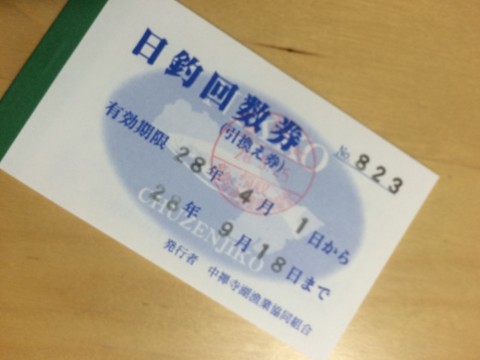 日釣回数券
(引換え券)
№ 823
有効期限 28年 4月 1日から
28年 9月 18日まで
CHUZENJIKO
発行者 中禅寺湖漁業協同組合